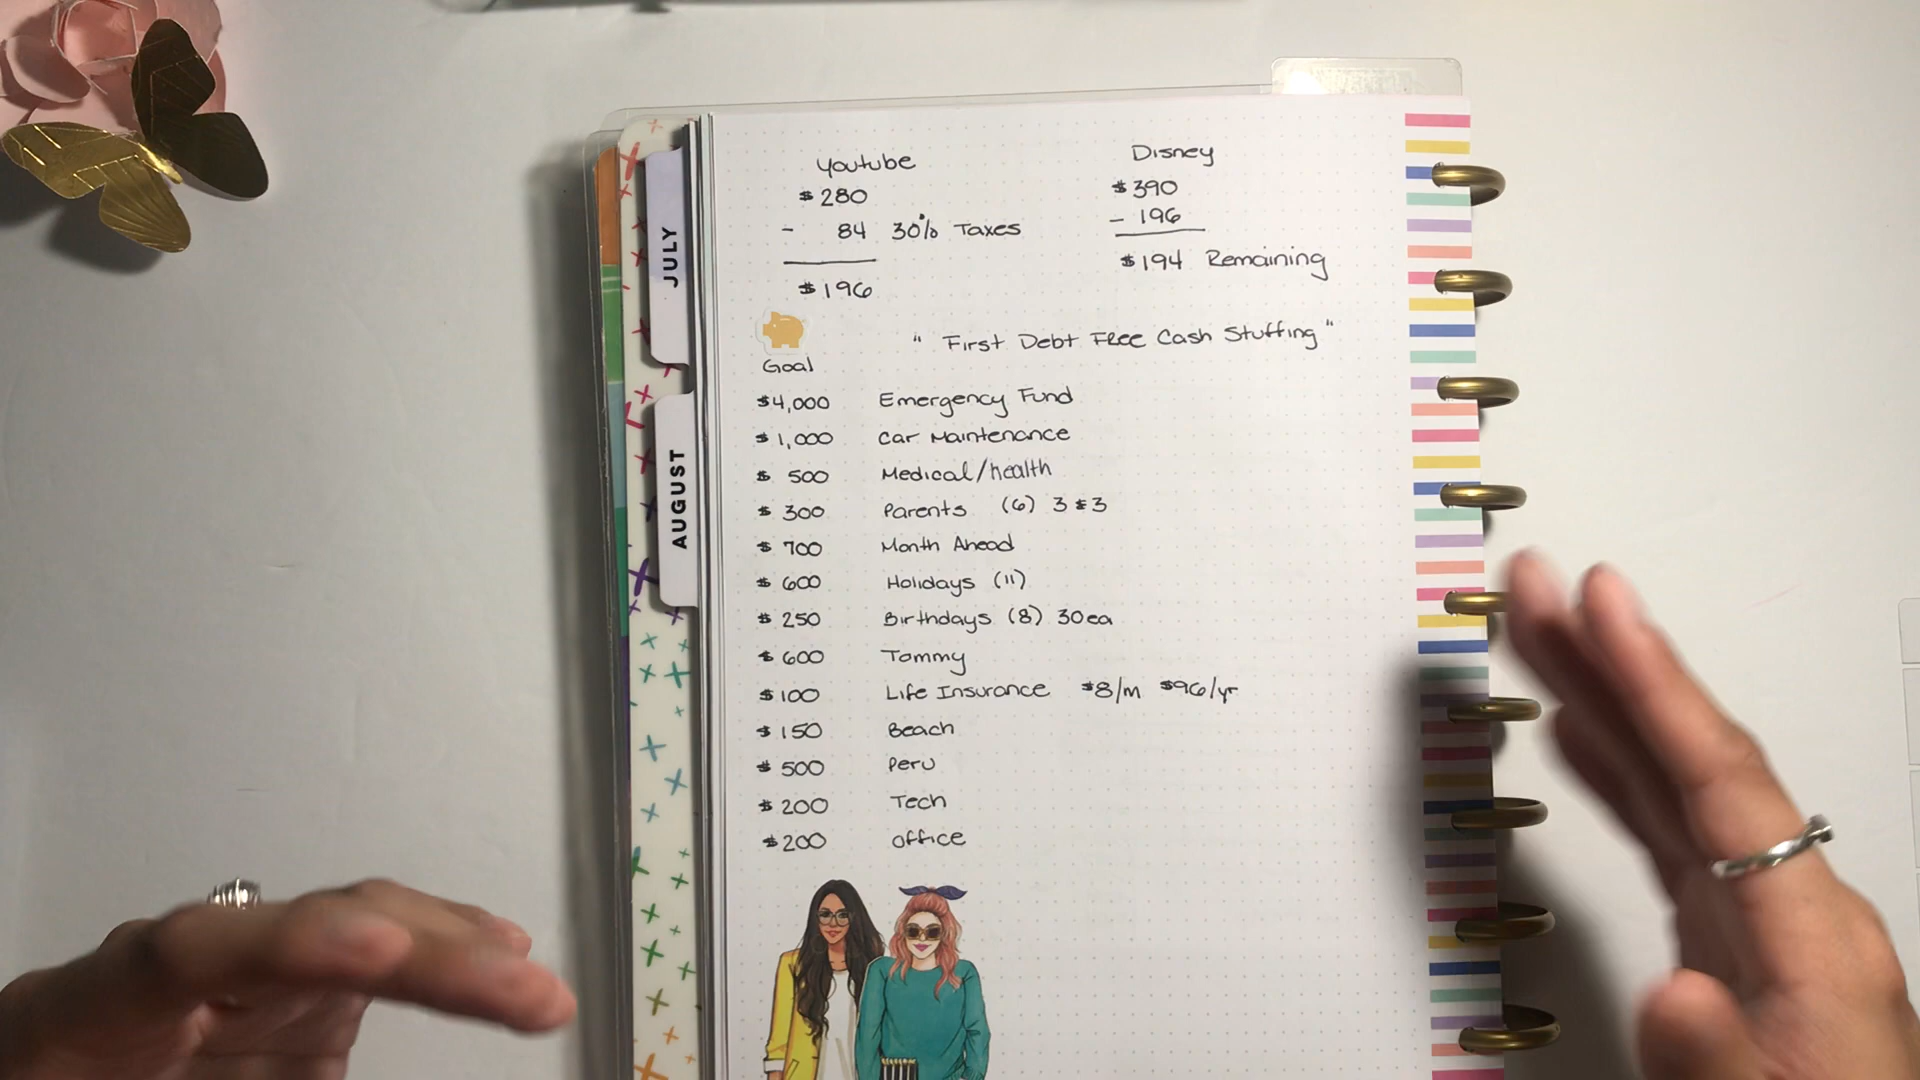 Youtube
$280
- 84 30% Taxes
$196
Disney
$390
- 196
$194 Remaining
" First Debt Free Cash Stuffing "
Goal
$4,000 Emergency Fund
$1,000 Car Maintenance
$ 500 Medical/health
$ 300 Parents (6) 3 & 3
$ 700 Month Ahead
$ 600 Holidays (11)
$ 250 Birthdays (8) 30ea
$ 600 Tommy
$ 100 Life Insurance $8/m $96/yr
$ 150 Beach
$ 500 Peru
$ 200 Tech
$ 200 Office
JULY
AUGUST